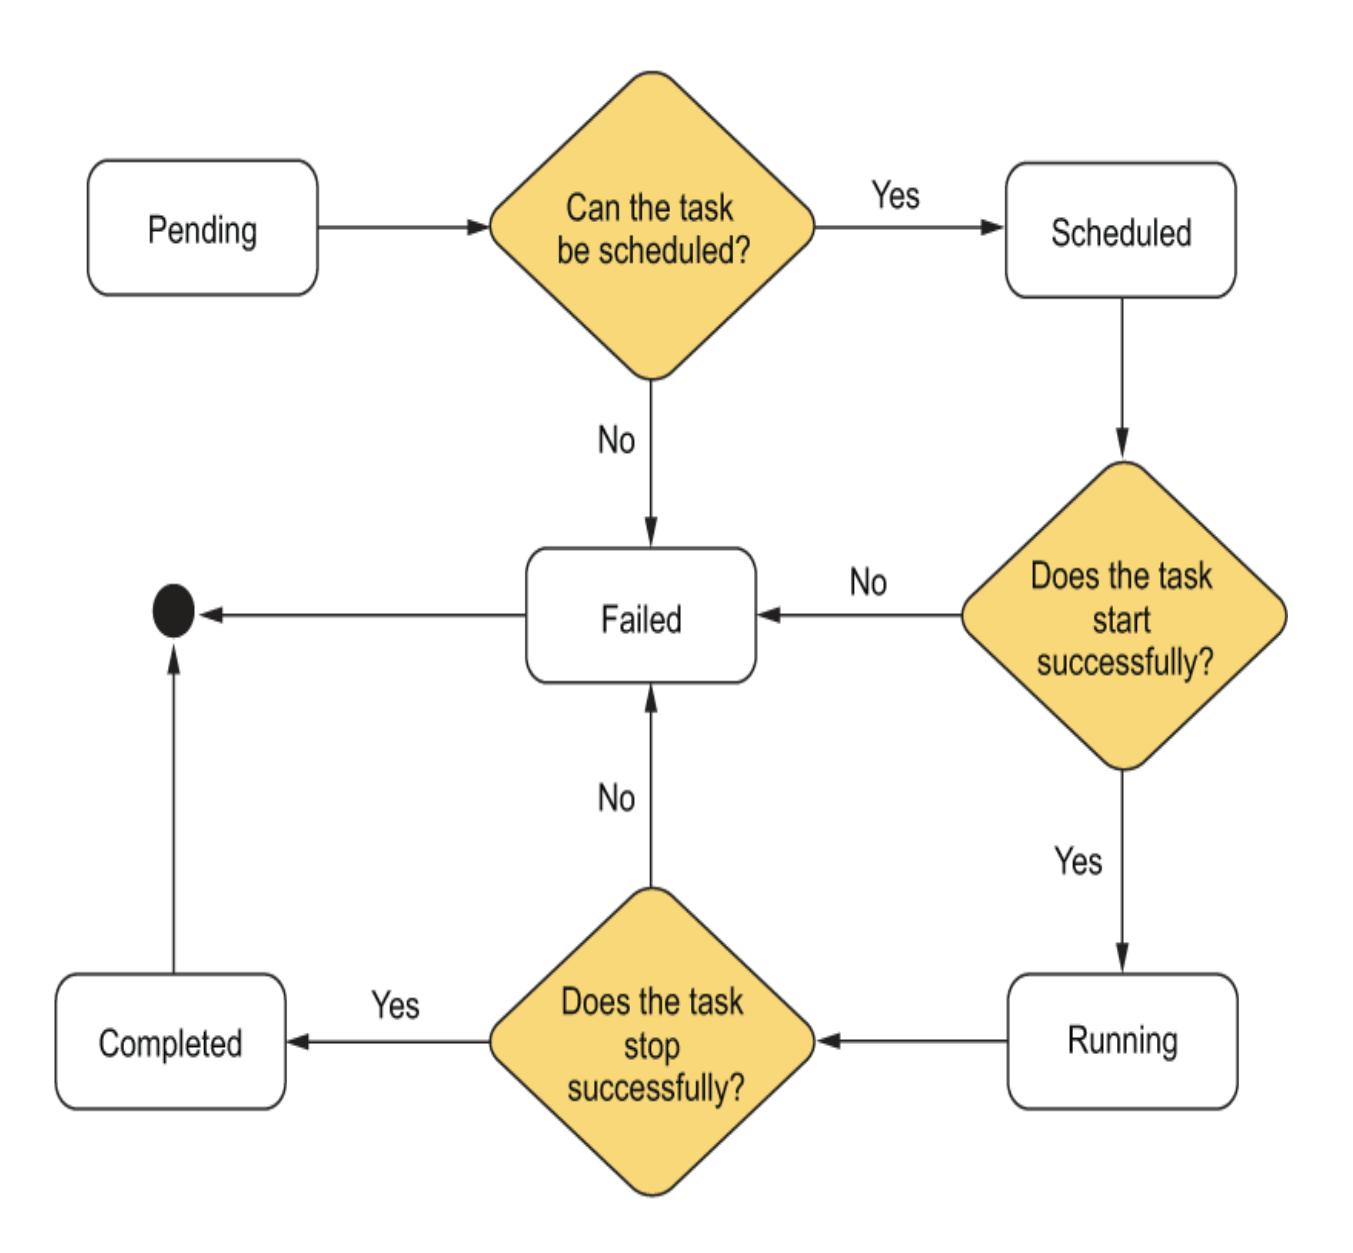 Pending
Can the task
be scheduled?
Yes
Scheduled
No
Failed
No
Does the task
start
successfully?
No
Yes
Completed
Yes
Does the task
stop
successfully?
Running